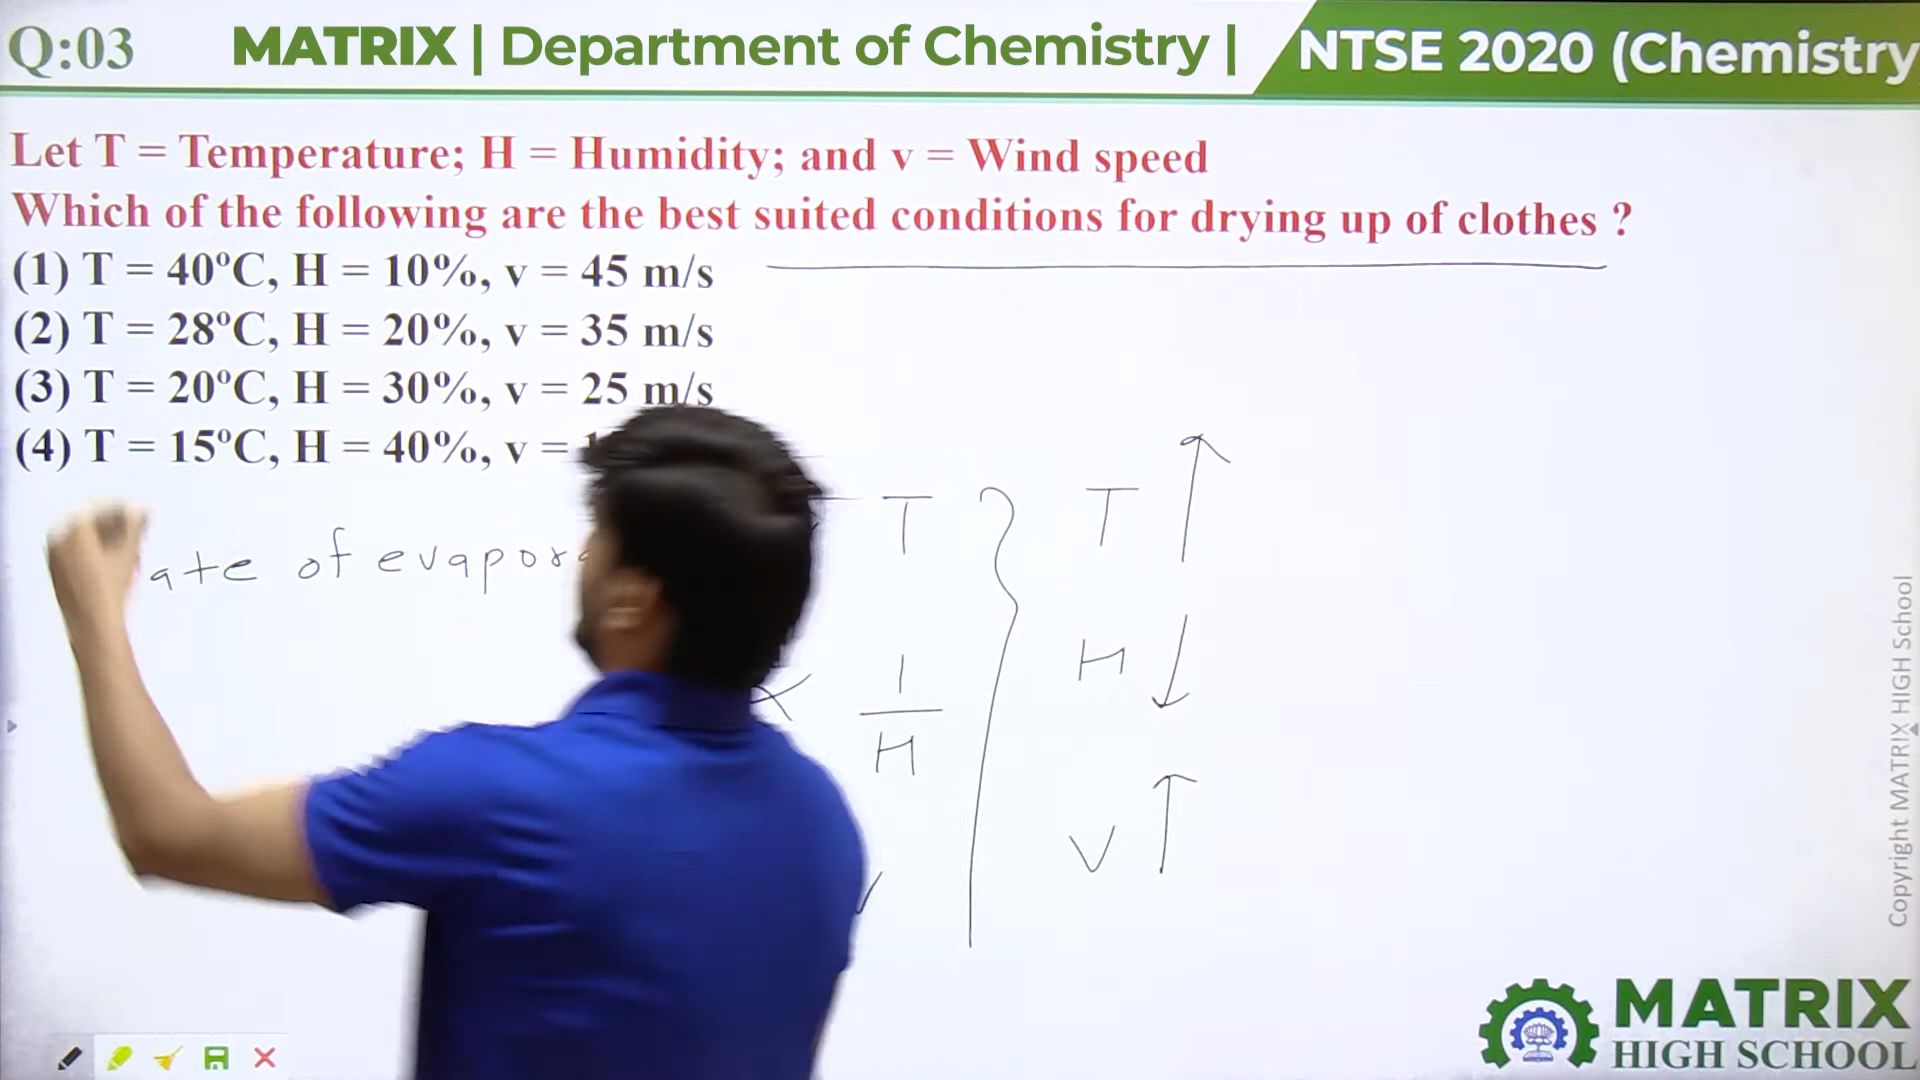 Q:03
MATRIX | Department of Chemistry |
NTSE 2020 (Chemistry
Let T = Temperature; H = Humidity; and v = Wind speed
Which of the following are the best suited conditions for drying up of clothes ?
(1) T = 40°C, H = 10%, v = 45 m/s
(2) T = 28°C, H = 20%, v = 35 m/s
(3) T = 20°C, H = 30%, v = 25 m/s
(4) T = 15°C, H = 40%, v =
ate of evapor
T
T
1
H
H
V
Copyright MATRIX HIGH School
MATRIX
HIGH SCHOOL